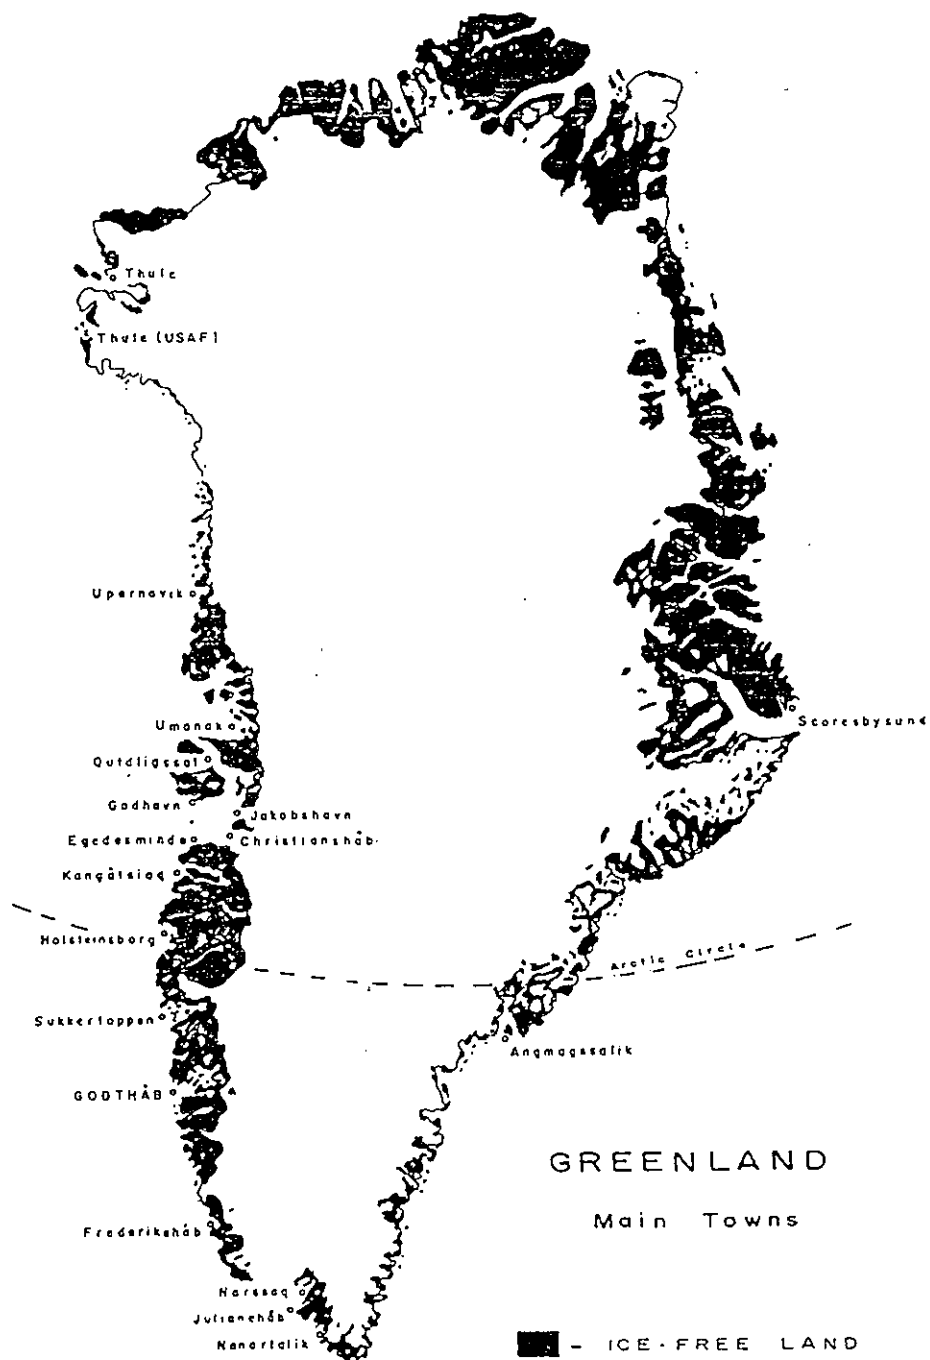 Thule
Thule (USAF)
Upernavik
Umanak
Qutdligssat
Godhavn
Jakobshavn
Egedesminde
Christianshåb
Kangâtsiaq
Holsteinsborg
Scoresbysund
Arctic Circle
Sukkertoppen
Angmagssalik
GODTHÅB
GREENLAND
Main Towns
Frederikshåb
Narssaq
Julianehåb
Nanortalik
- ICE-FREE LAND